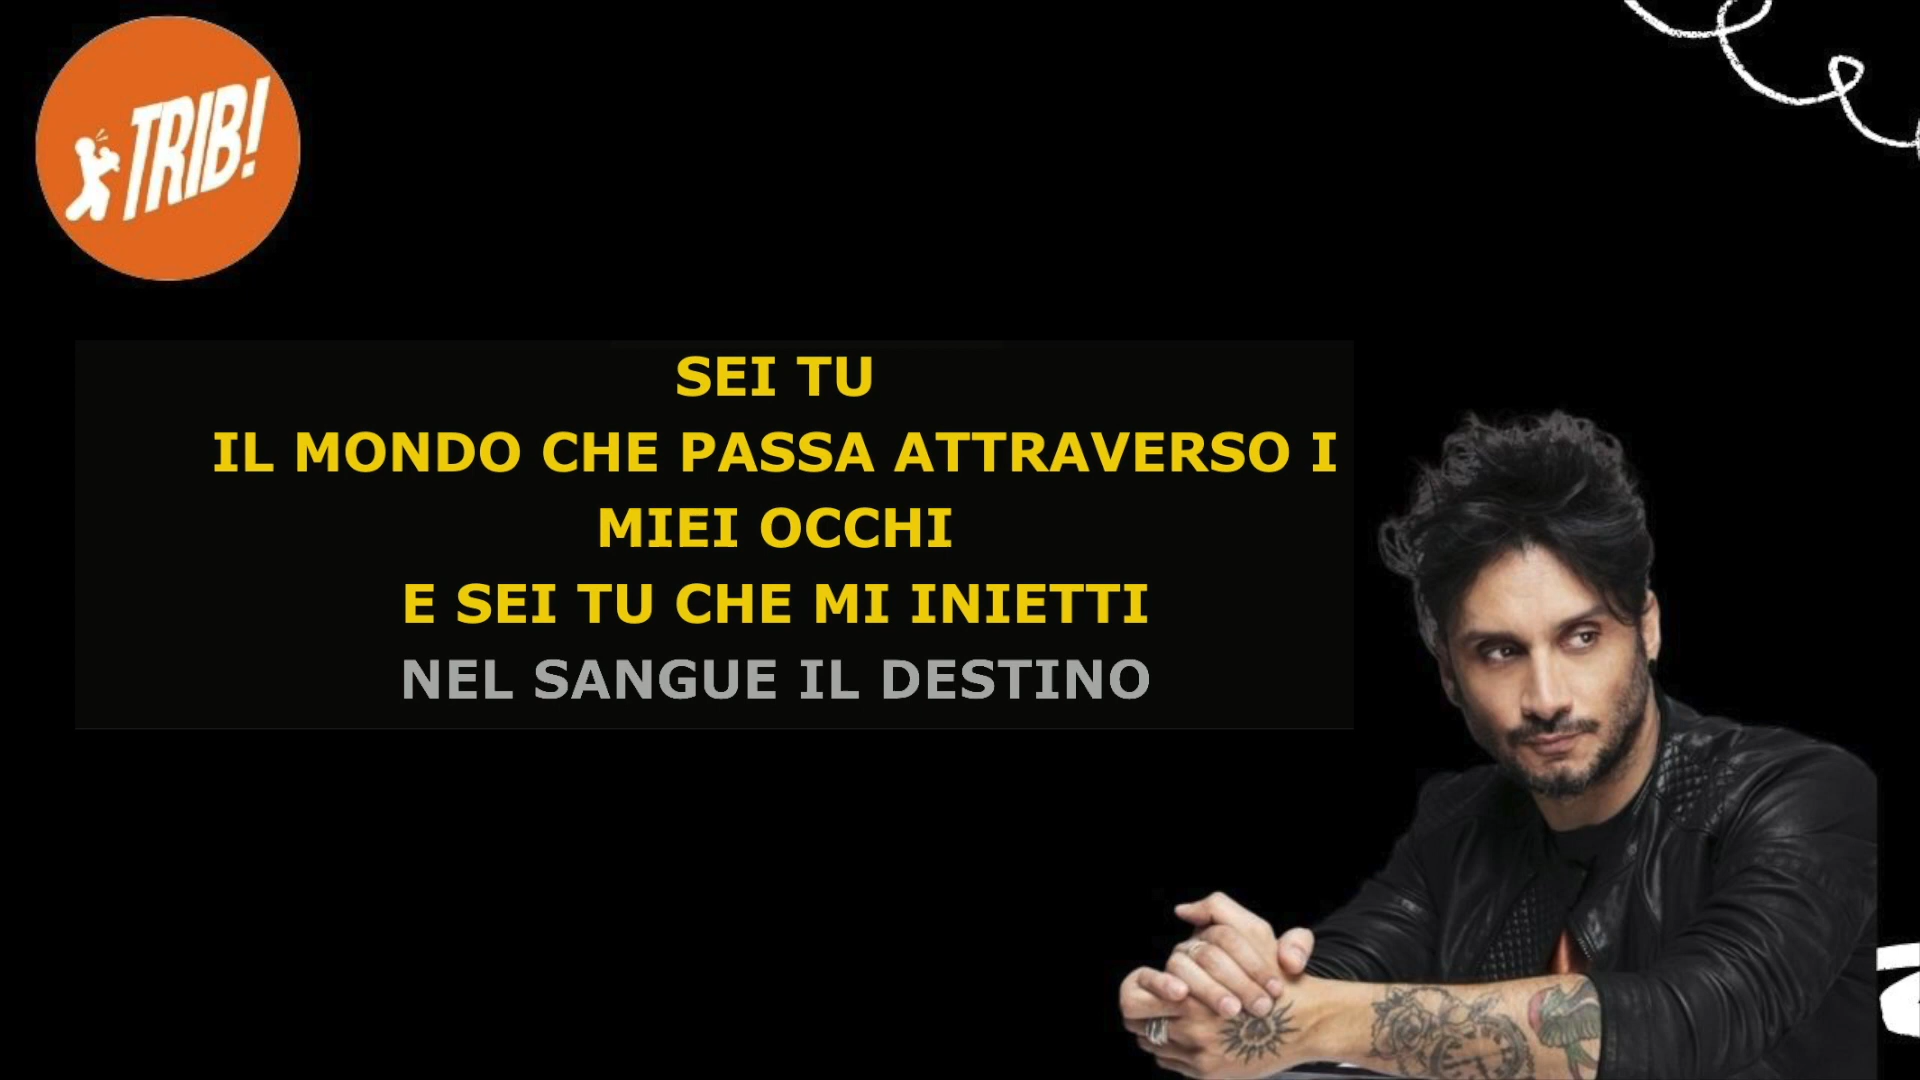 TRIB!
SEI TU
IL MONDO CHE PASSA ATTRAVERSO I
MIEI OCCHI
E SEI TU CHE MI INIETTI
NEL SANGUE IL DESTINO